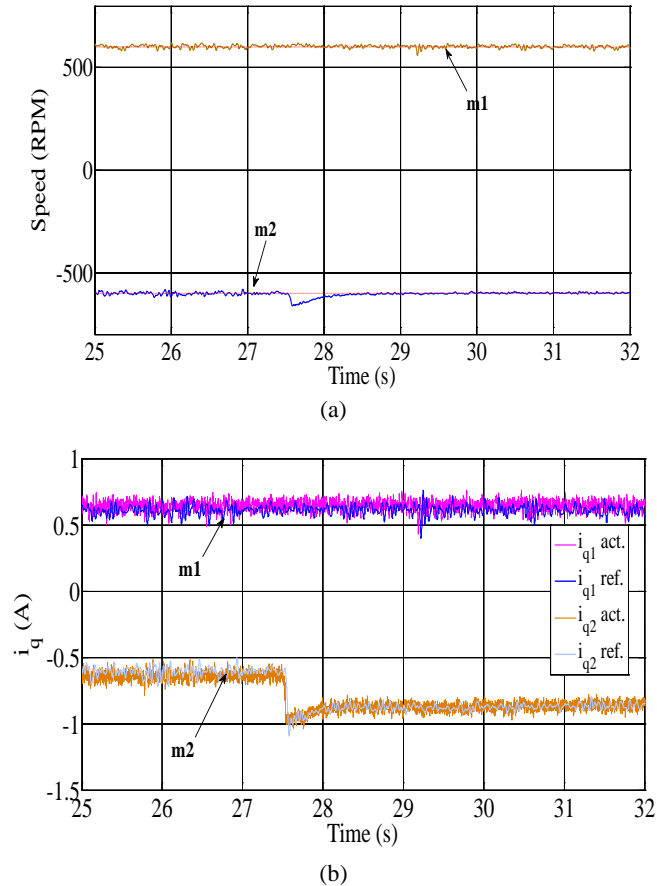 500
0
-500
Speed (RPM)
m1
m2
25 26 27 28 29 30 31 32
Time (s)
(a)
1
0.5
0
-0.5
-1
-1.5
i_q (A)
m1
m2
i_q1 act.
i_q1 ref.
i_q2 act.
i_q2 ref.
25 26 27 28 29 30 31 32
Time (s)
(b)